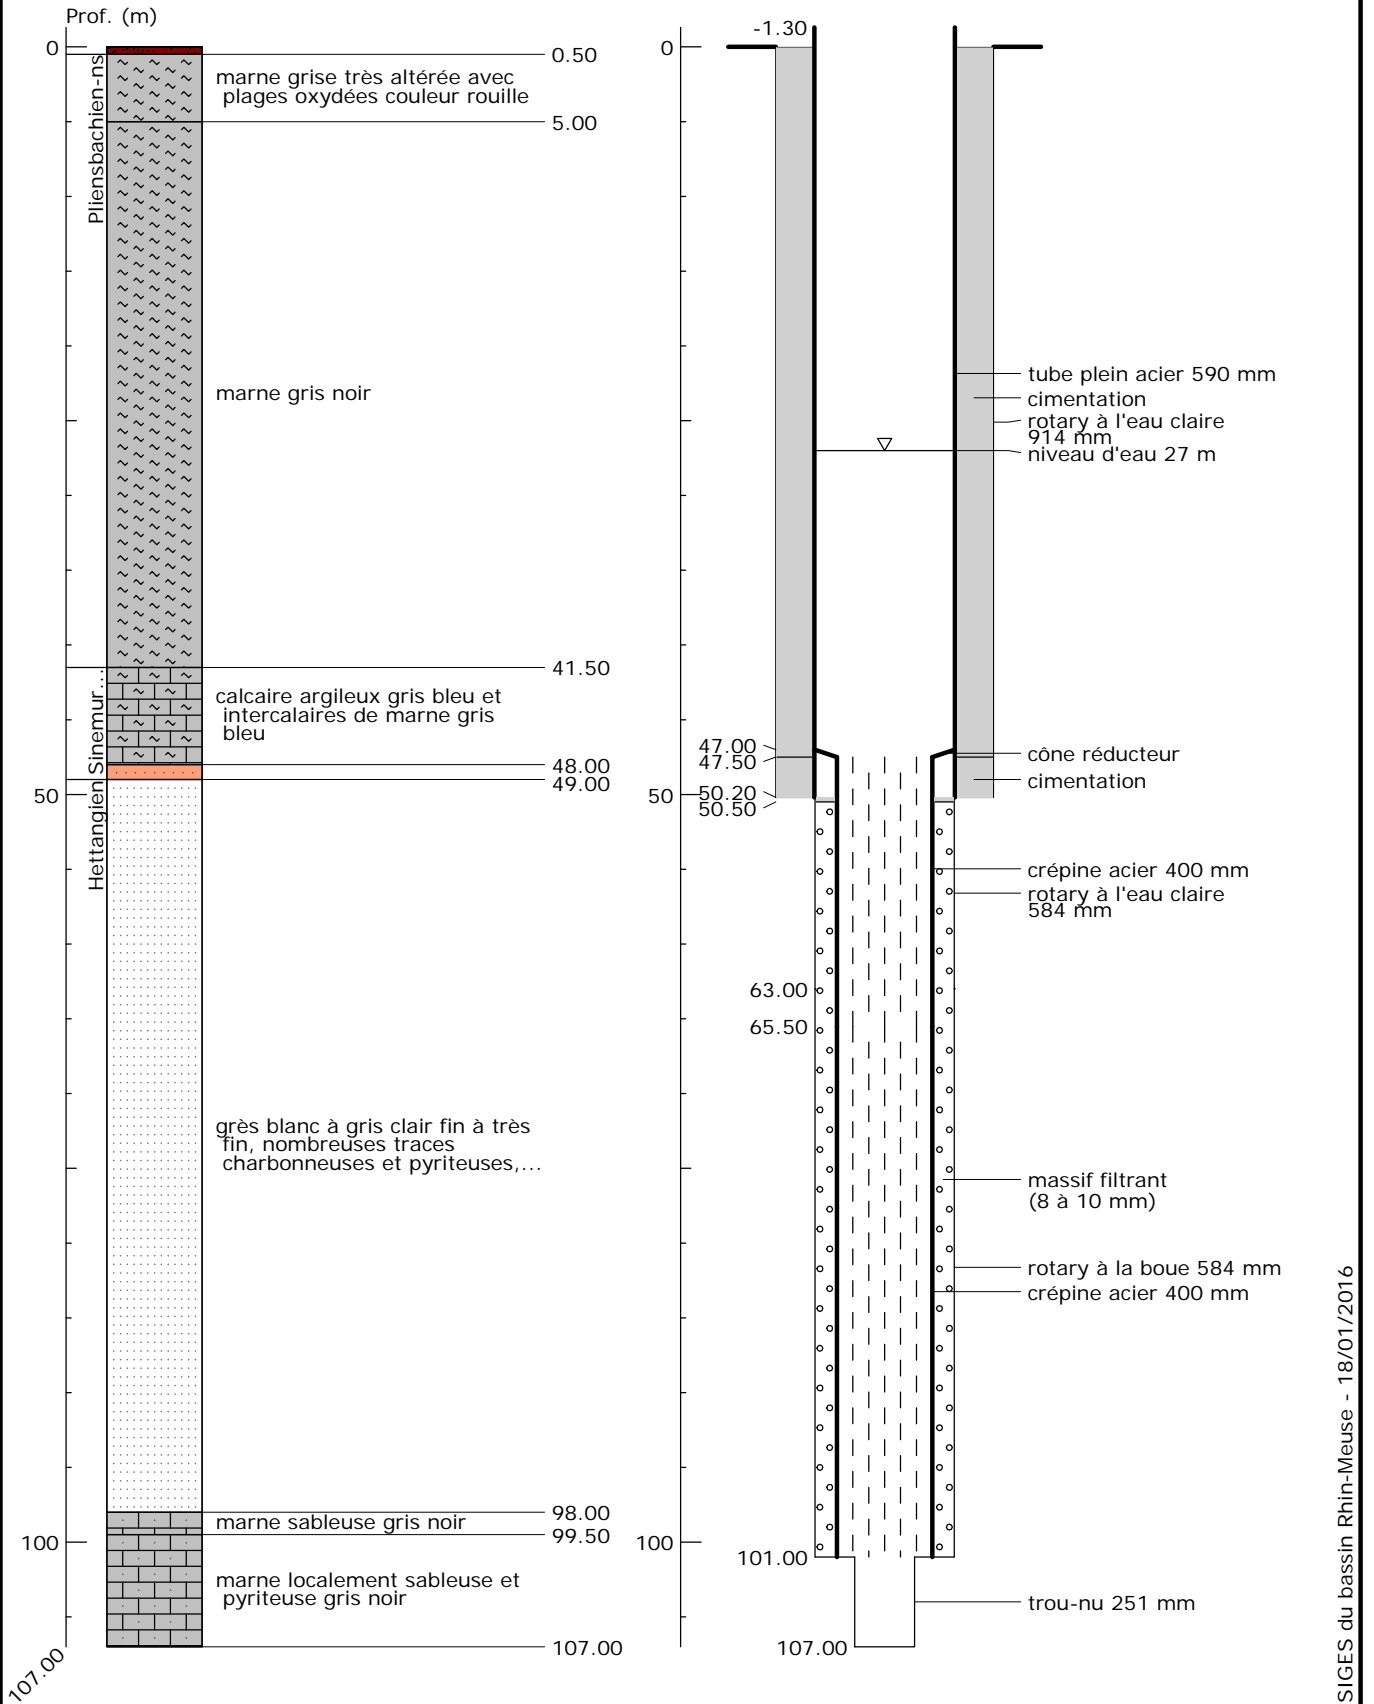 Prof. (m)
0
0.50
marne grise très altérée avec
plages oxydées couleur rouille
5.00
Pliensbachien-ns
marne gris noir
41.50
calcaire argileux gris bleu et
intercalaires de marne gris
bleu
Sinemur...
48.00
49.00
50
Hettangien
grès blanc à gris clair fin à très
fin, nombreuses traces
charbonneuses et pyriteuses,...
98.00
marne sableuse gris noir
99.50
100
marne localement sableuse et
pyriteuse gris noir
107.00
107.00
-1.30
0
tube plein acier 590 mm
cimentation
rotary à l'eau claire
914 mm
niveau d'eau 27 m
47.00
47.50
cône réducteur
cimentation
50
50.20
50.50
crépine acier 400 mm
rotary à l'eau claire
584 mm
63.00
65.50
massif filtrant
(8 à 10 mm)
rotary à la boue 584 mm
crépine acier 400 mm
100
101.00
trou-nu 251 mm
107.00
SIGES du bassin Rhin-Meuse - 18/01/2016